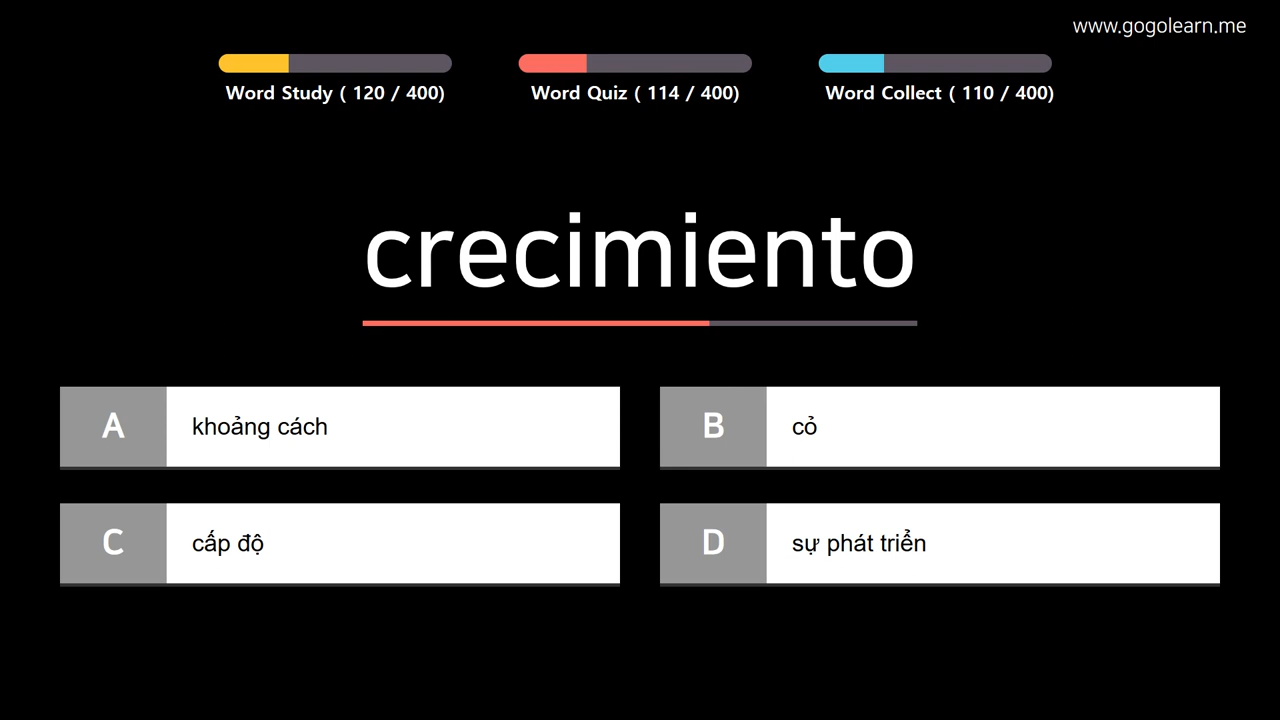 www.gogolearn.me
Word Study ( 120 / 400)
Word Quiz ( 114 / 400)
Word Collect ( 110 / 400)
crecimiento
A khoảng cách
B cỏ
C cấp độ
D sự phát triển